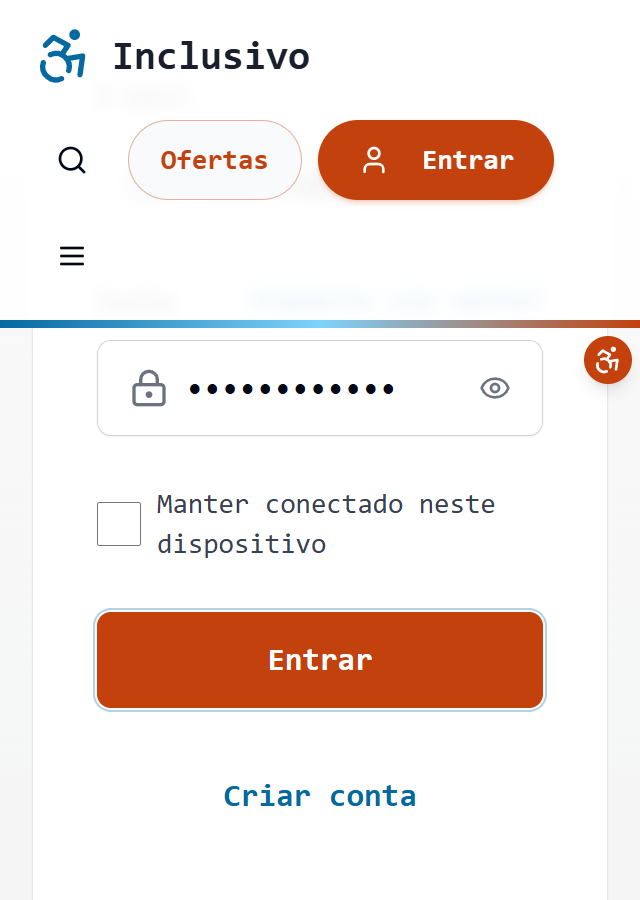 Inclusivo
Ofertas
Entrar
••••••••••••
Manter conectado neste
dispositivo
Entrar
Criar conta